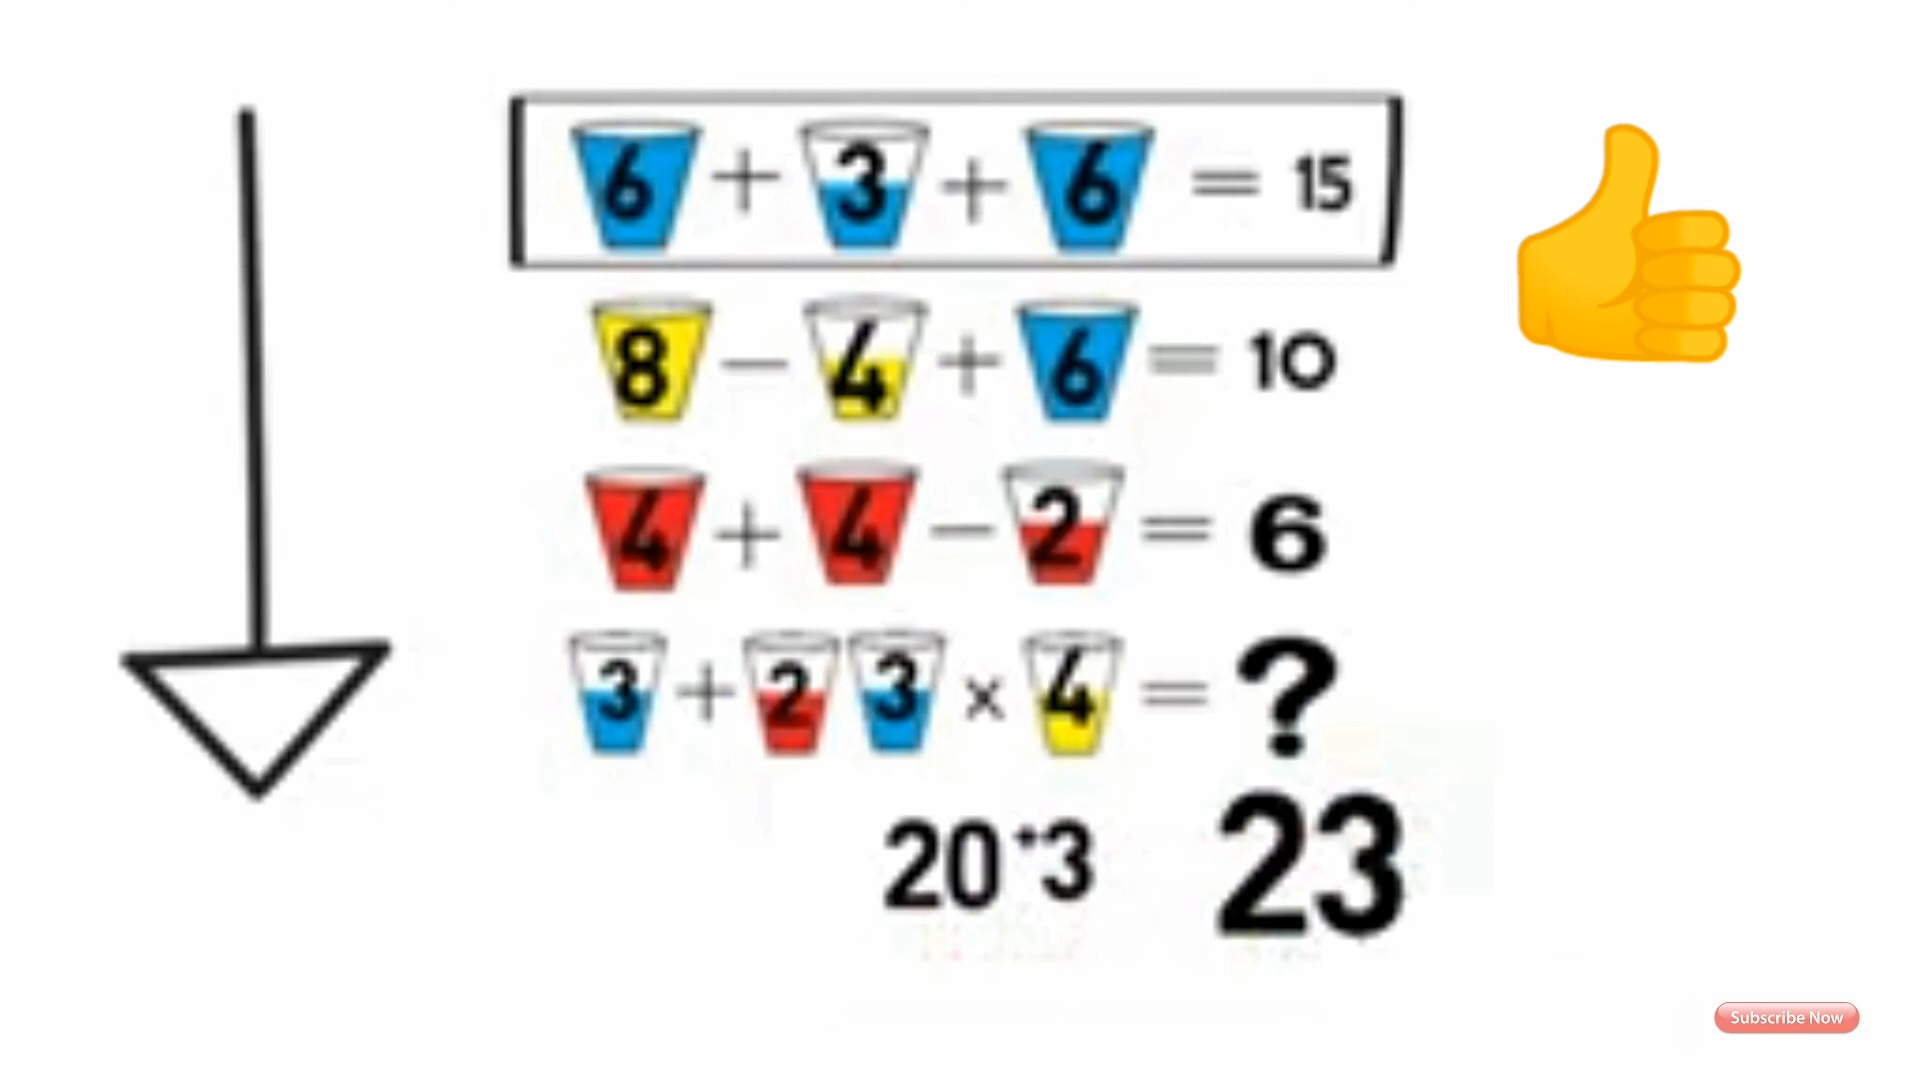 6 + 3 + 6 = 15
8 - 4 + 6 = 10
4 + 4 - 2 = 6
3 + 2 3 × 4 = ?
20+3 23
Subscribe Now